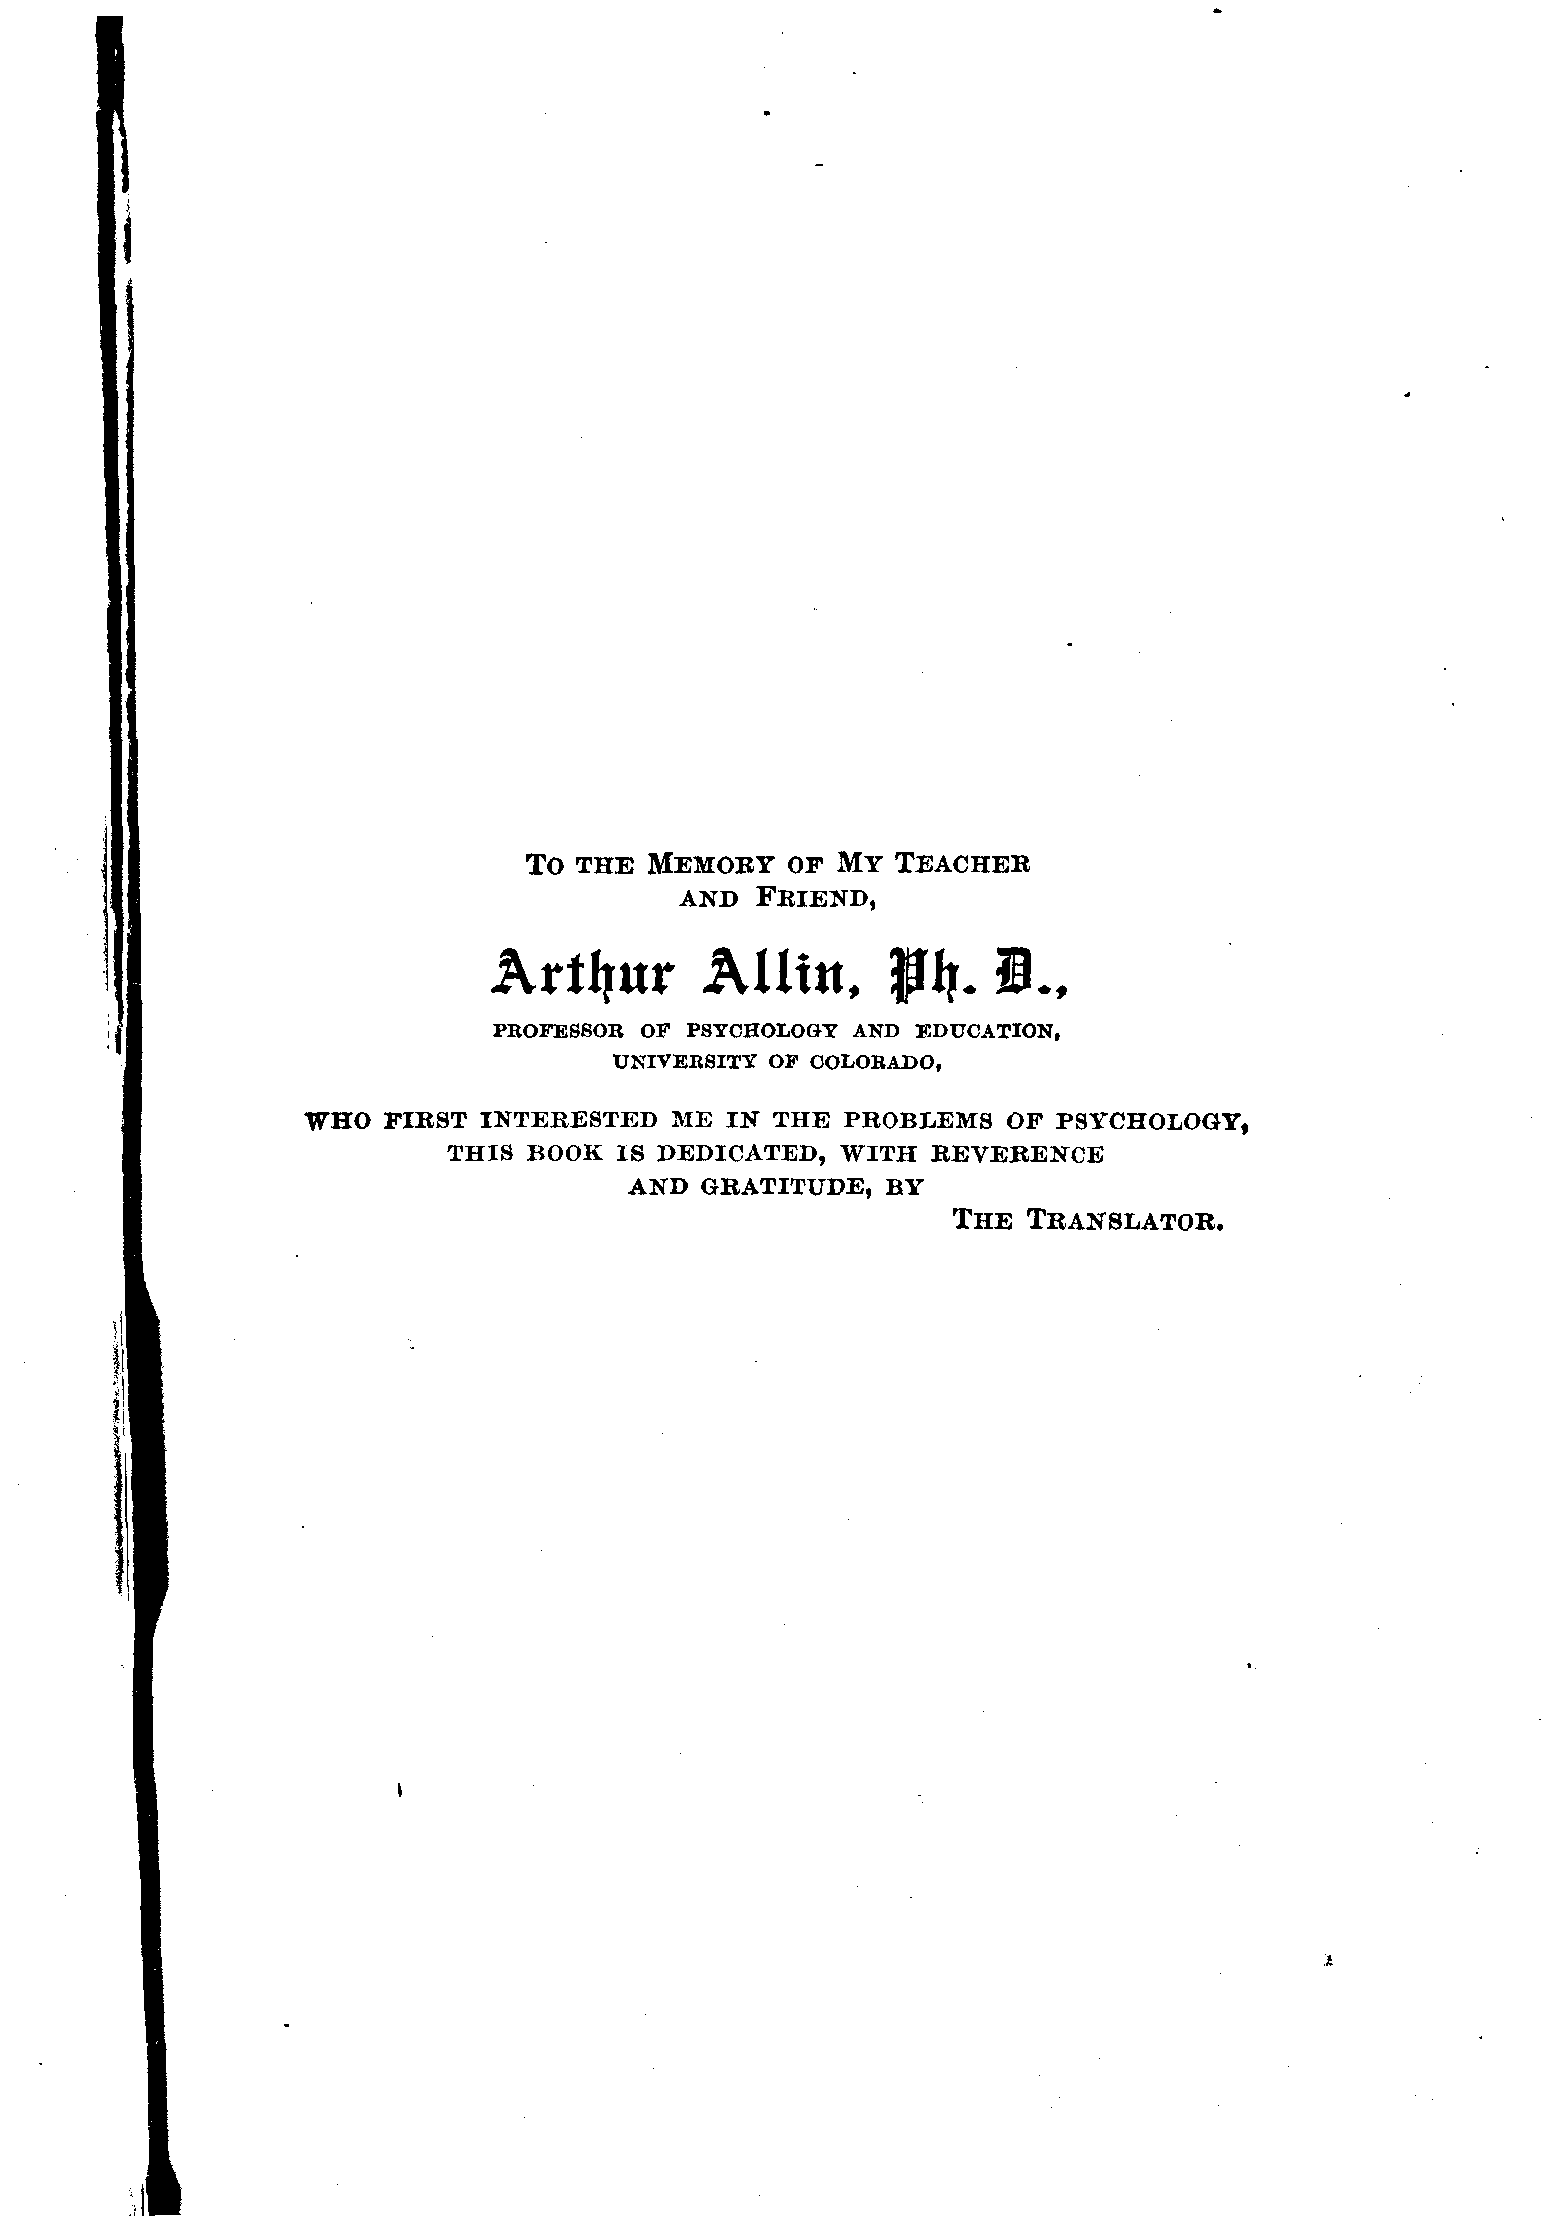 To the Memory of My Teacher
and Friend,
Arthur Allin, Ph. D.,
PROFESSOR OF PSYCHOLOGY AND EDUCATION,
UNIVERSITY OF COLORADO,
WHO FIRST INTERESTED ME IN THE PROBLEMS OF PSYCHOLOGY,
THIS BOOK IS DEDICATED, WITH REVERENCE
AND GRATITUDE, BY
The Translator.